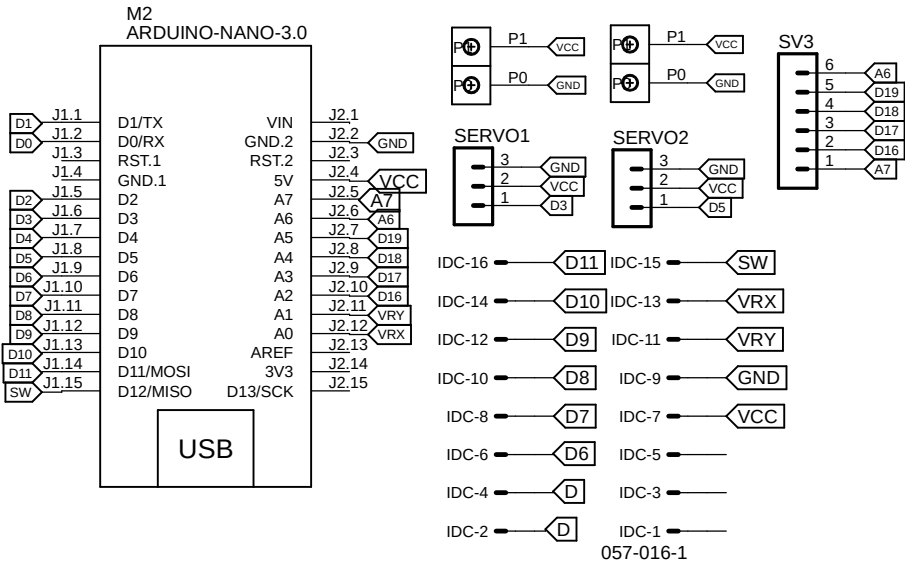 M2
ARDUINO-NANO-3.0
D1 J1.1 D1/TX VIN J2.1
D0 J1.2 D0/RX GND.2 J2.2 GND
J1.3 RST.1 RST.2 J2.3
J1.4 GND.1 5V J2.4 VCC
D2 J1.5 D2 A7 J2.5 A7
D3 J1.6 D3 A6 J2.6 A6
D4 J1.7 D4 A5 J2.7 D19
D5 J1.8 D5 A4 J2.8 D18
D6 J1.9 D6 A3 J2.9 D17
D7 J1.10 D7 A2 J2.10 D16
D8 J1.11 D8 A1 J2.11 VRY
D9 J1.12 D9 A0 J2.12 VRX
D10 J1.13 D10 AREF J2.13
D11 J1.14 D11/MOSI 3V3 J2.14
SW J1.15 D12/MISO D13/SCK J2.15
USB
P1 VCC
P0 GND
P1 VCC
P0 GND
SV3
6 A6
5 D19
4 D18
3 D17
2 D16
1 A7
SERVO1
3 GND
2 VCC
1 D3
SERVO2
3 GND
2 VCC
1 D5
IDC-16 D11 IDC-15 SW
IDC-14 D10 IDC-13 VRX
IDC-12 D9 IDC-11 VRY
IDC-10 D8 IDC-9 GND
IDC-8 D7 IDC-7 VCC
IDC-6 D6 IDC-5
IDC-4 D IDC-3
IDC-2 D IDC-1
057-016-1